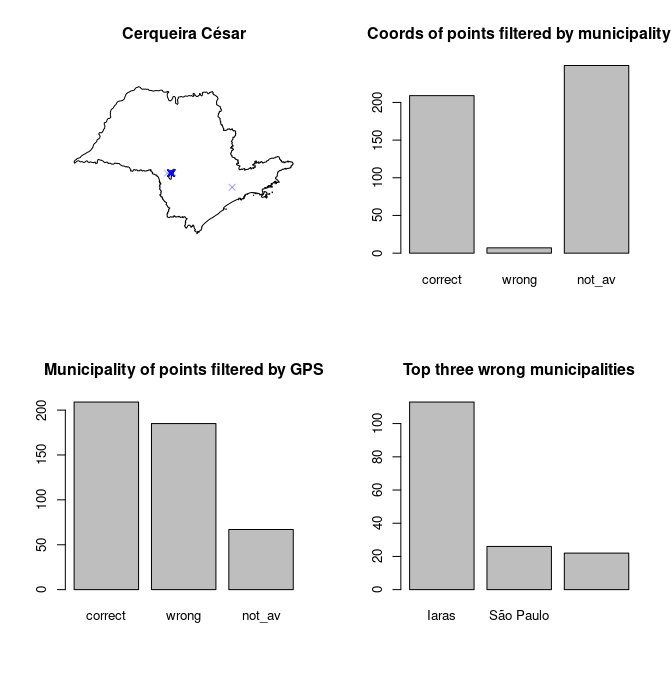 Cerqueira César
Coords of points filtered by municipality
200
150
100
50
0
correct wrong not_av
Municipality of points filtered by GPS
200
150
100
50
0
correct wrong not_av
Top three wrong municipalities
100
80
60
40
20
0
Iaras São Paulo